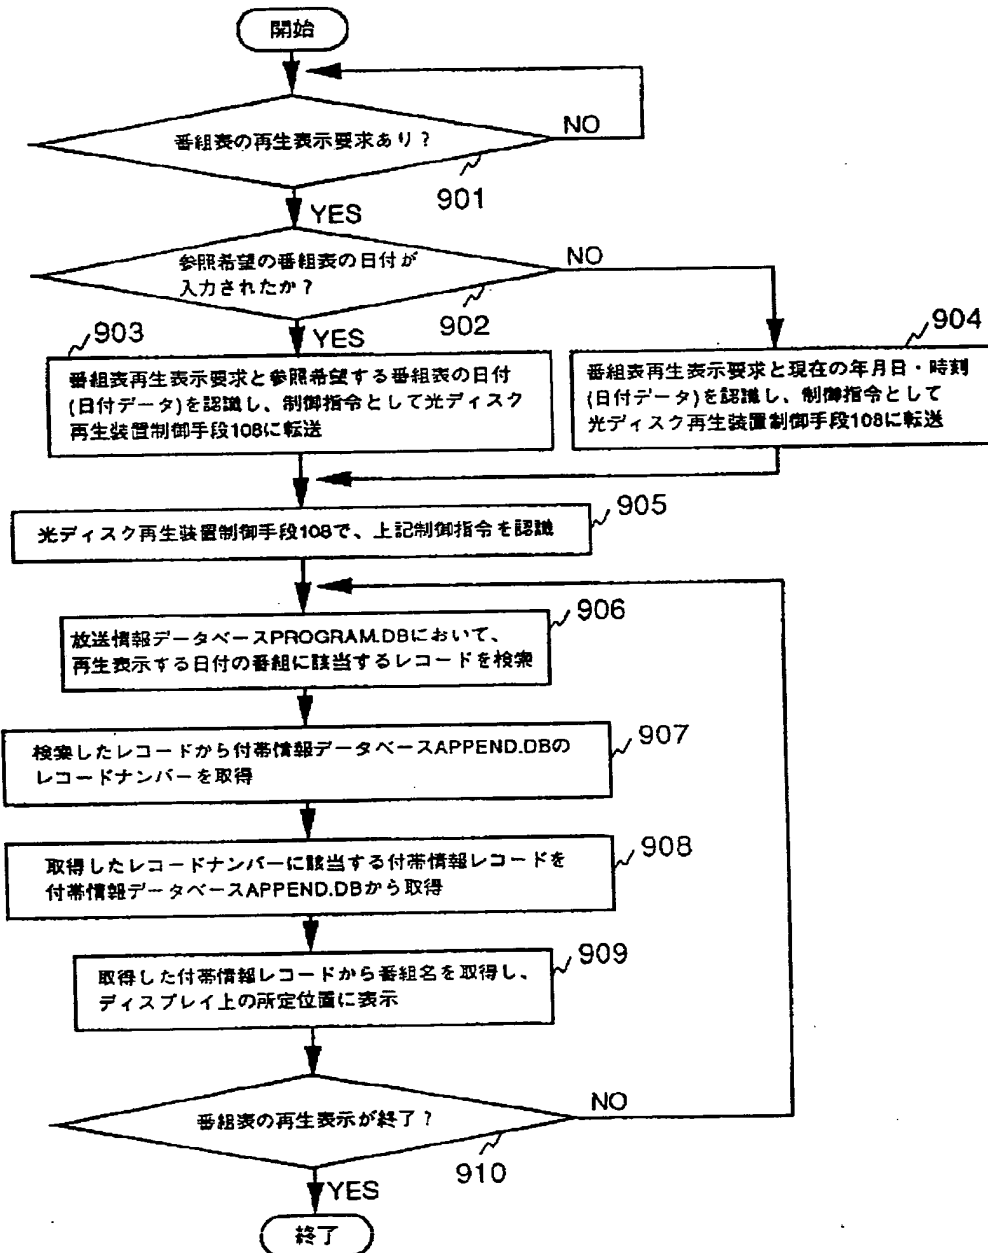 開始
番組表の再生表示要求あり？
NO
901
YES
参照希望の番組表の日付が
入力されたか？
NO
902
YES
903
番組表再生表示要求と参照希望する番組表の日付
(日付データ)を認識し、制御指令として光ディスク
再生装置制御手段108に転送
904
番組表再生表示要求と現在の年月日・時刻
(日付データ)を認識し、制御指令として
光ディスク再生装置制御手段108に転送
905
光ディスク再生装置制御手段108で、上記制御指令を認識
906
放送情報データベースPROGRAM.DBにおいて、
再生表示する日付の番組に該当するレコードを検索
907
検索したレコードから付帯情報データベースAPPEND.DBの
レコードナンバーを取得
908
取得したレコードナンバーに該当する付帯情報レコードを
付帯情報データベースAPPEND.DBから取得
909
取得した付帯情報レコードから番組名を取得し、
ディスプレイ上の所定位置に表示
番組表の再生表示が終了？
NO
910
YES
終了